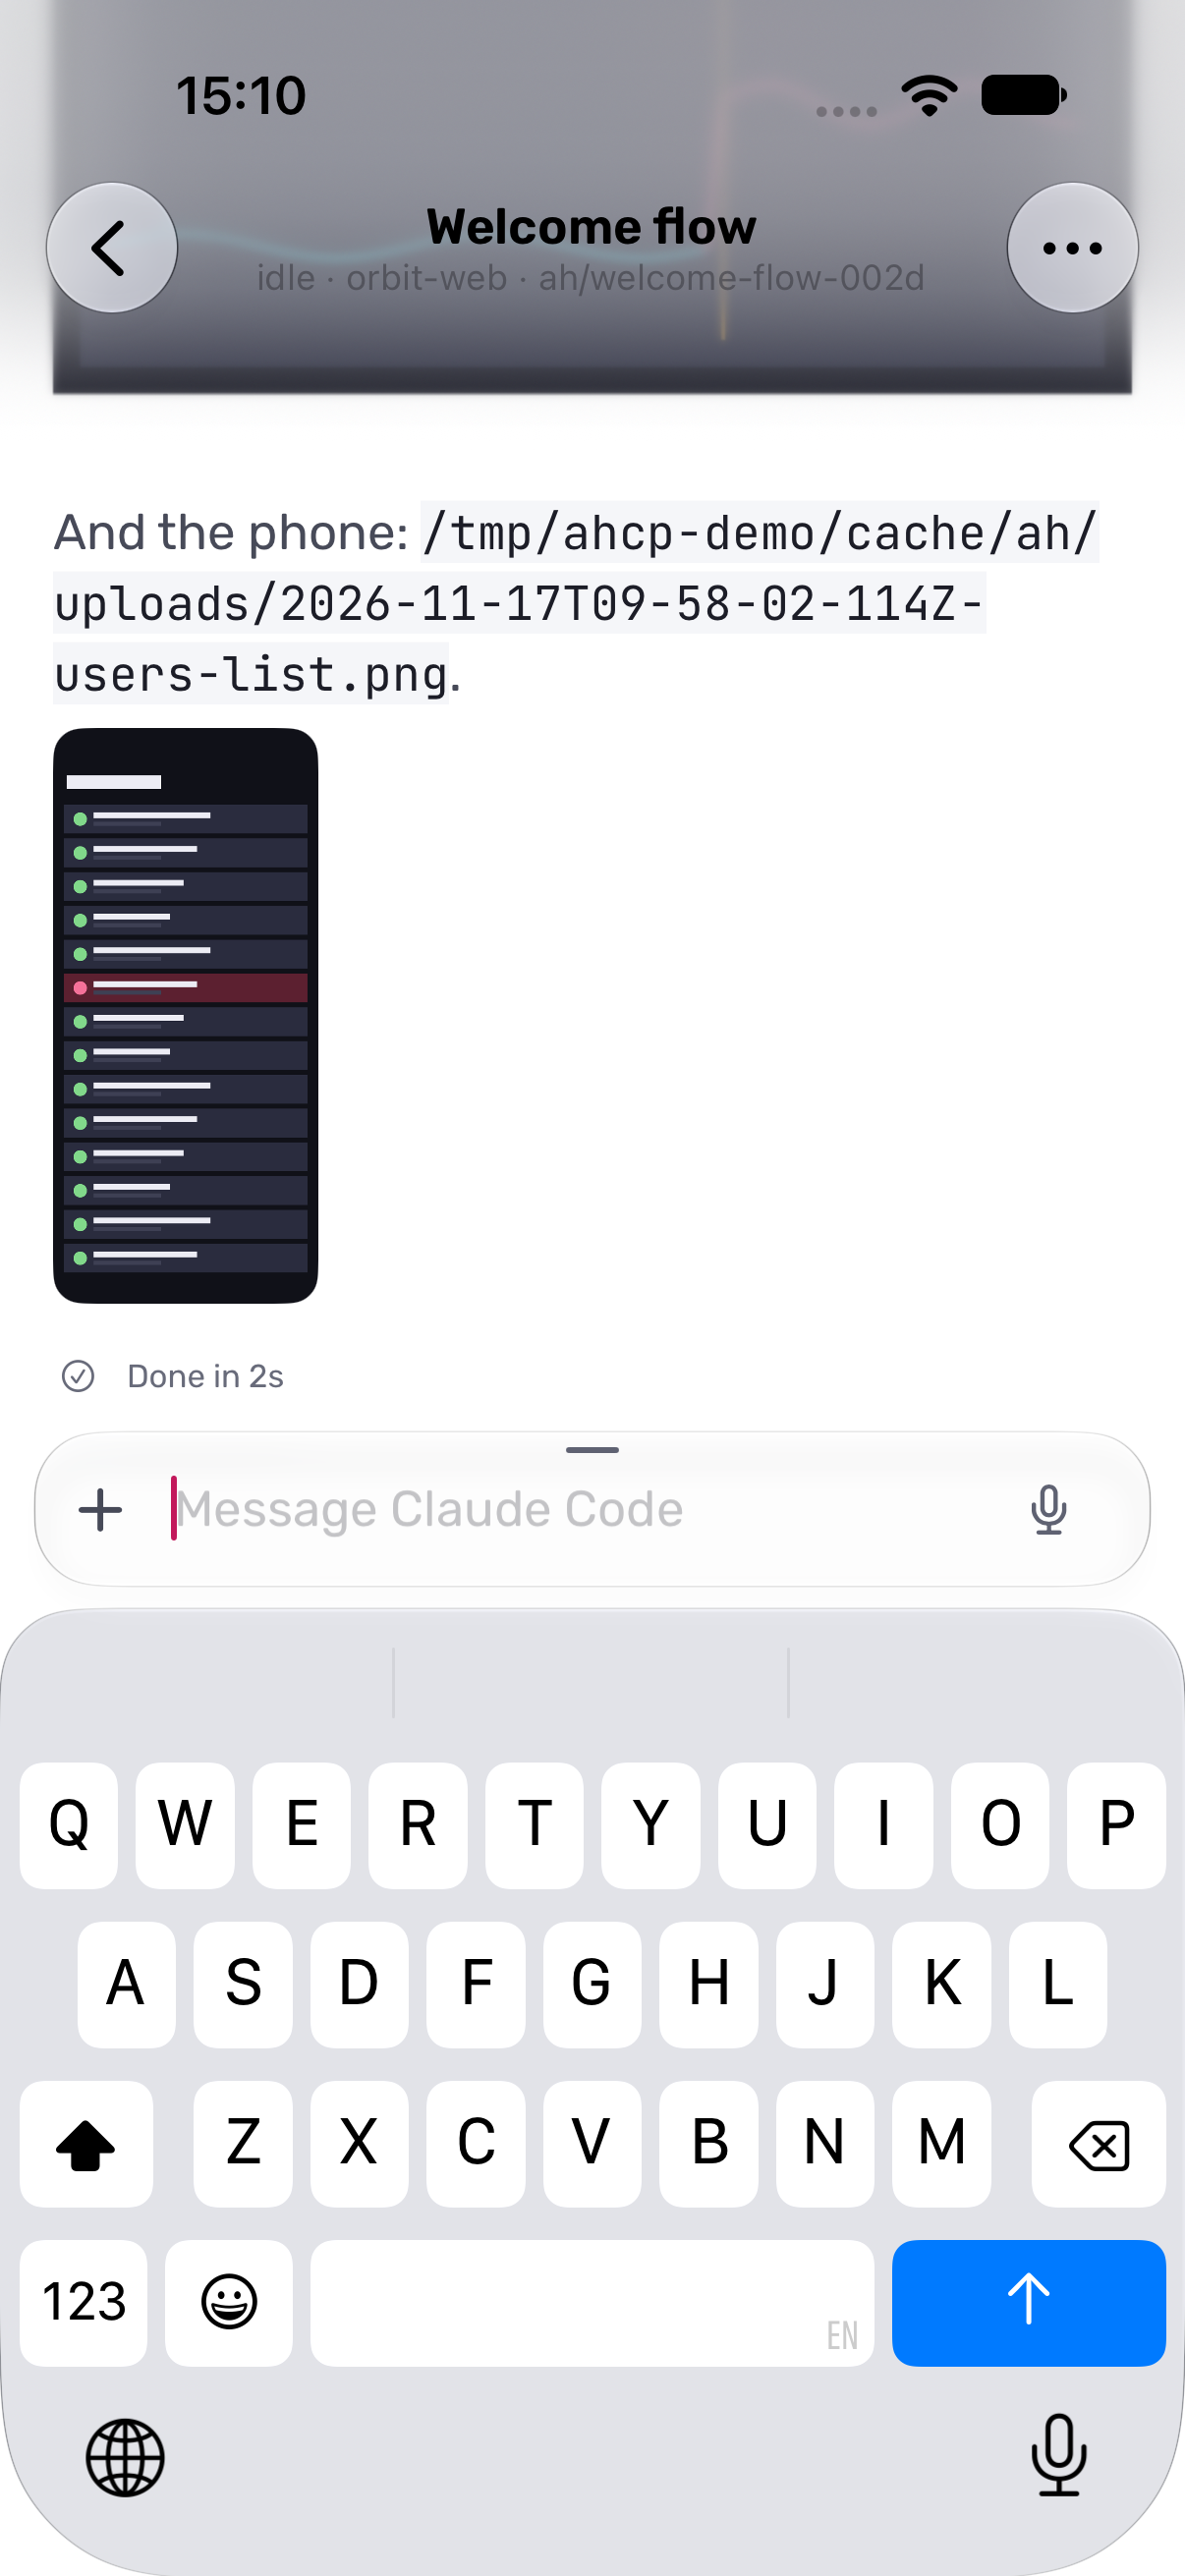 15:10
Welcome flow
idle · orbit-web · ah/welcome-flow-002d
And the phone: /tmp/ahcp-demo/cache/ah/
uploads/2026-11-17T09-58-02-114Z-
users-list.png.
Done in 2s
Message Claude Code
Q W E R T Y U I O P
A S D F G H J K L
Z X C V B N M
123
EN